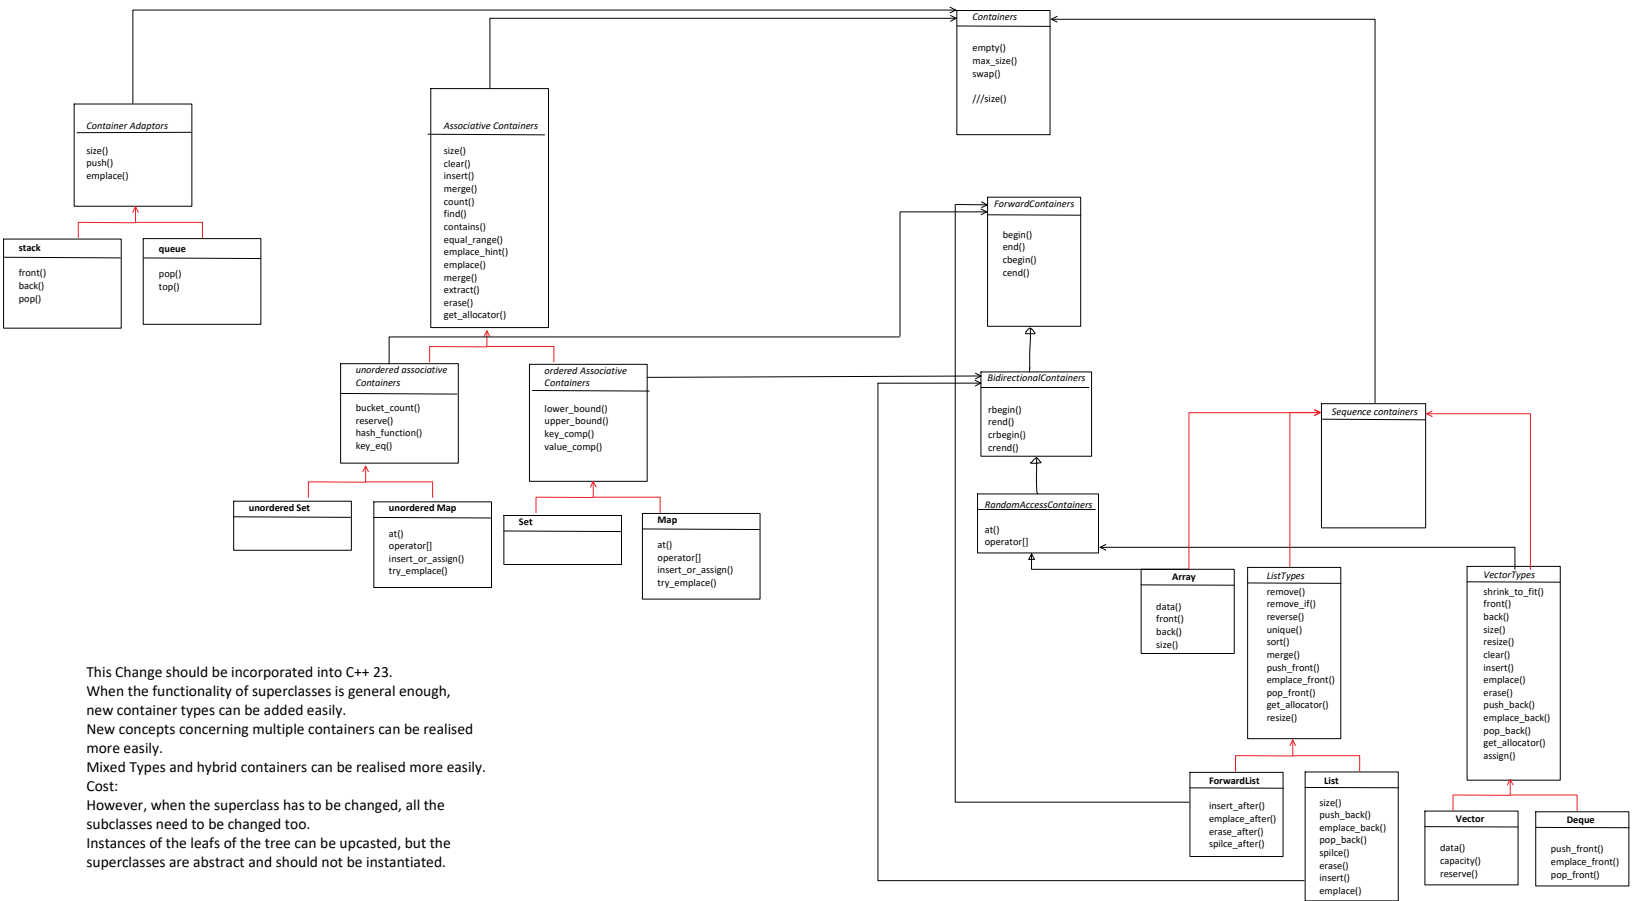 Containers
empty()
max_size()
swap()
///size()
Container Adaptors
size()
push()
emplace()
stack
front()
back()
pop()
queue
pop()
top()
Associative Containers
size()
clear()
insert()
merge()
count()
find()
contains()
equal_range()
emplace_hint()
emplace()
merge()
extract()
erase()
get_allocator()
unordered associative
Containers
bucket_count()
reserve()
hash_function()
key_eq()
ordered Associative
Containers
lower_bound()
upper_bound()
key_comp()
value_comp()
unordered Set
unordered Map
at()
operator[]
insert_or_assign()
try_emplace()
Set
Map
at()
operator[]
insert_or_assign()
try_emplace()
ForwardContainers
begin()
end()
cbegin()
cend()
BidirectionalContainers
rbegin()
rend()
crbegin()
crend()
RandomAccessContainers
at()
operator[]
Sequence containers
Array
data()
front()
back()
size()
ListTypes
remove()
remove_if()
reverse()
unique()
sort()
merge()
push_front()
emplace_front()
pop_front()
get_allocator()
resize()
VectorTypes
shrink_to_fit()
front()
back()
size()
resize()
clear()
insert()
emplace()
erase()
push_back()
emplace_back()
pop_back()
get_allocator()
assign()
ForwardList
insert_after()
emplace_after()
erase_after()
spilce_after()
List
size()
push_back()
emplace_back()
pop_back()
spilce()
erase()
insert()
emplace()
Vector
data()
capacity()
reserve()
Deque
push_front()
emplace_front()
pop_front()
This Change should be incorporated into C++ 23.
When the functionality of superclasses is general enough,
new container types can be added easily.
New concepts concerning multiple containers can be realised
more easily.
Mixed Types and hybrid containers can be realised more easily.
Cost:
However, when the superclass has to be changed, all the
subclasses need to be changed too.
Instances of the leafs of the tree can be upcasted, but the
superclasses are abstract and should not be instantiated.